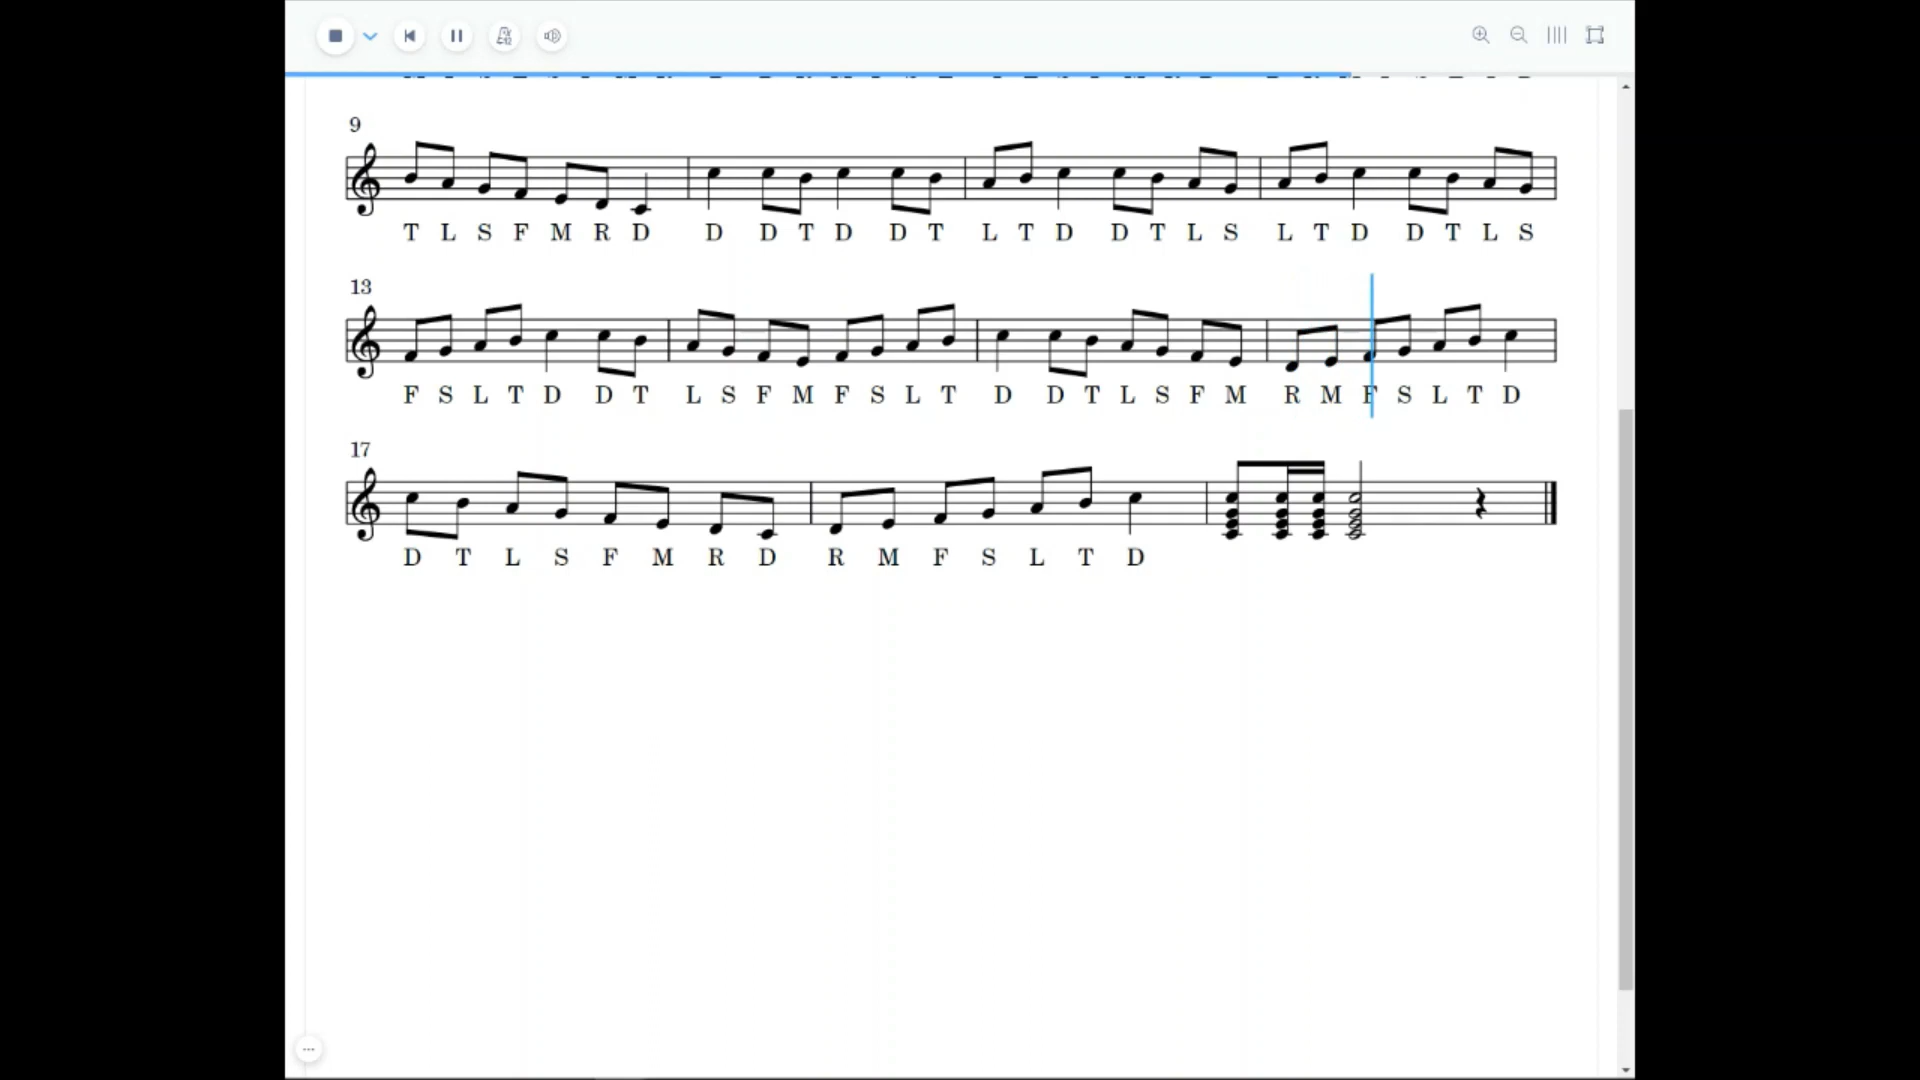 9
T L S F M R D D D T D D T L T D D T L S L T D D T L S
13
F S L T D D T L S F M F S L T D D T L S F M R M F S L T D
17
D T L S F M R D R M F S L T D